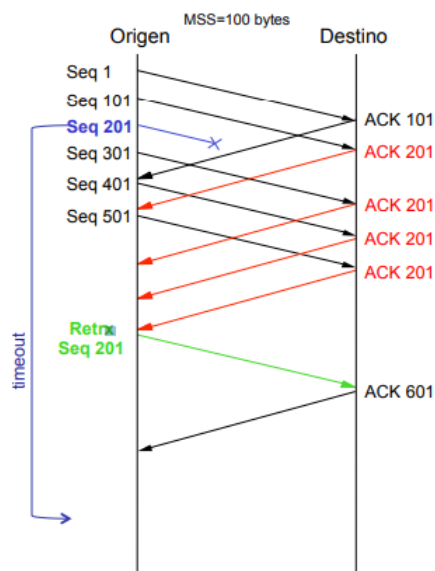 MSS=100 bytes
Origen
Destino
Seq 1
Seq 101
Seq 201
Seq 301
Seq 401
Seq 501
ACK 101
ACK 201
ACK 201
ACK 201
ACK 201
timeout
Retrx
Seq 201
ACK 601